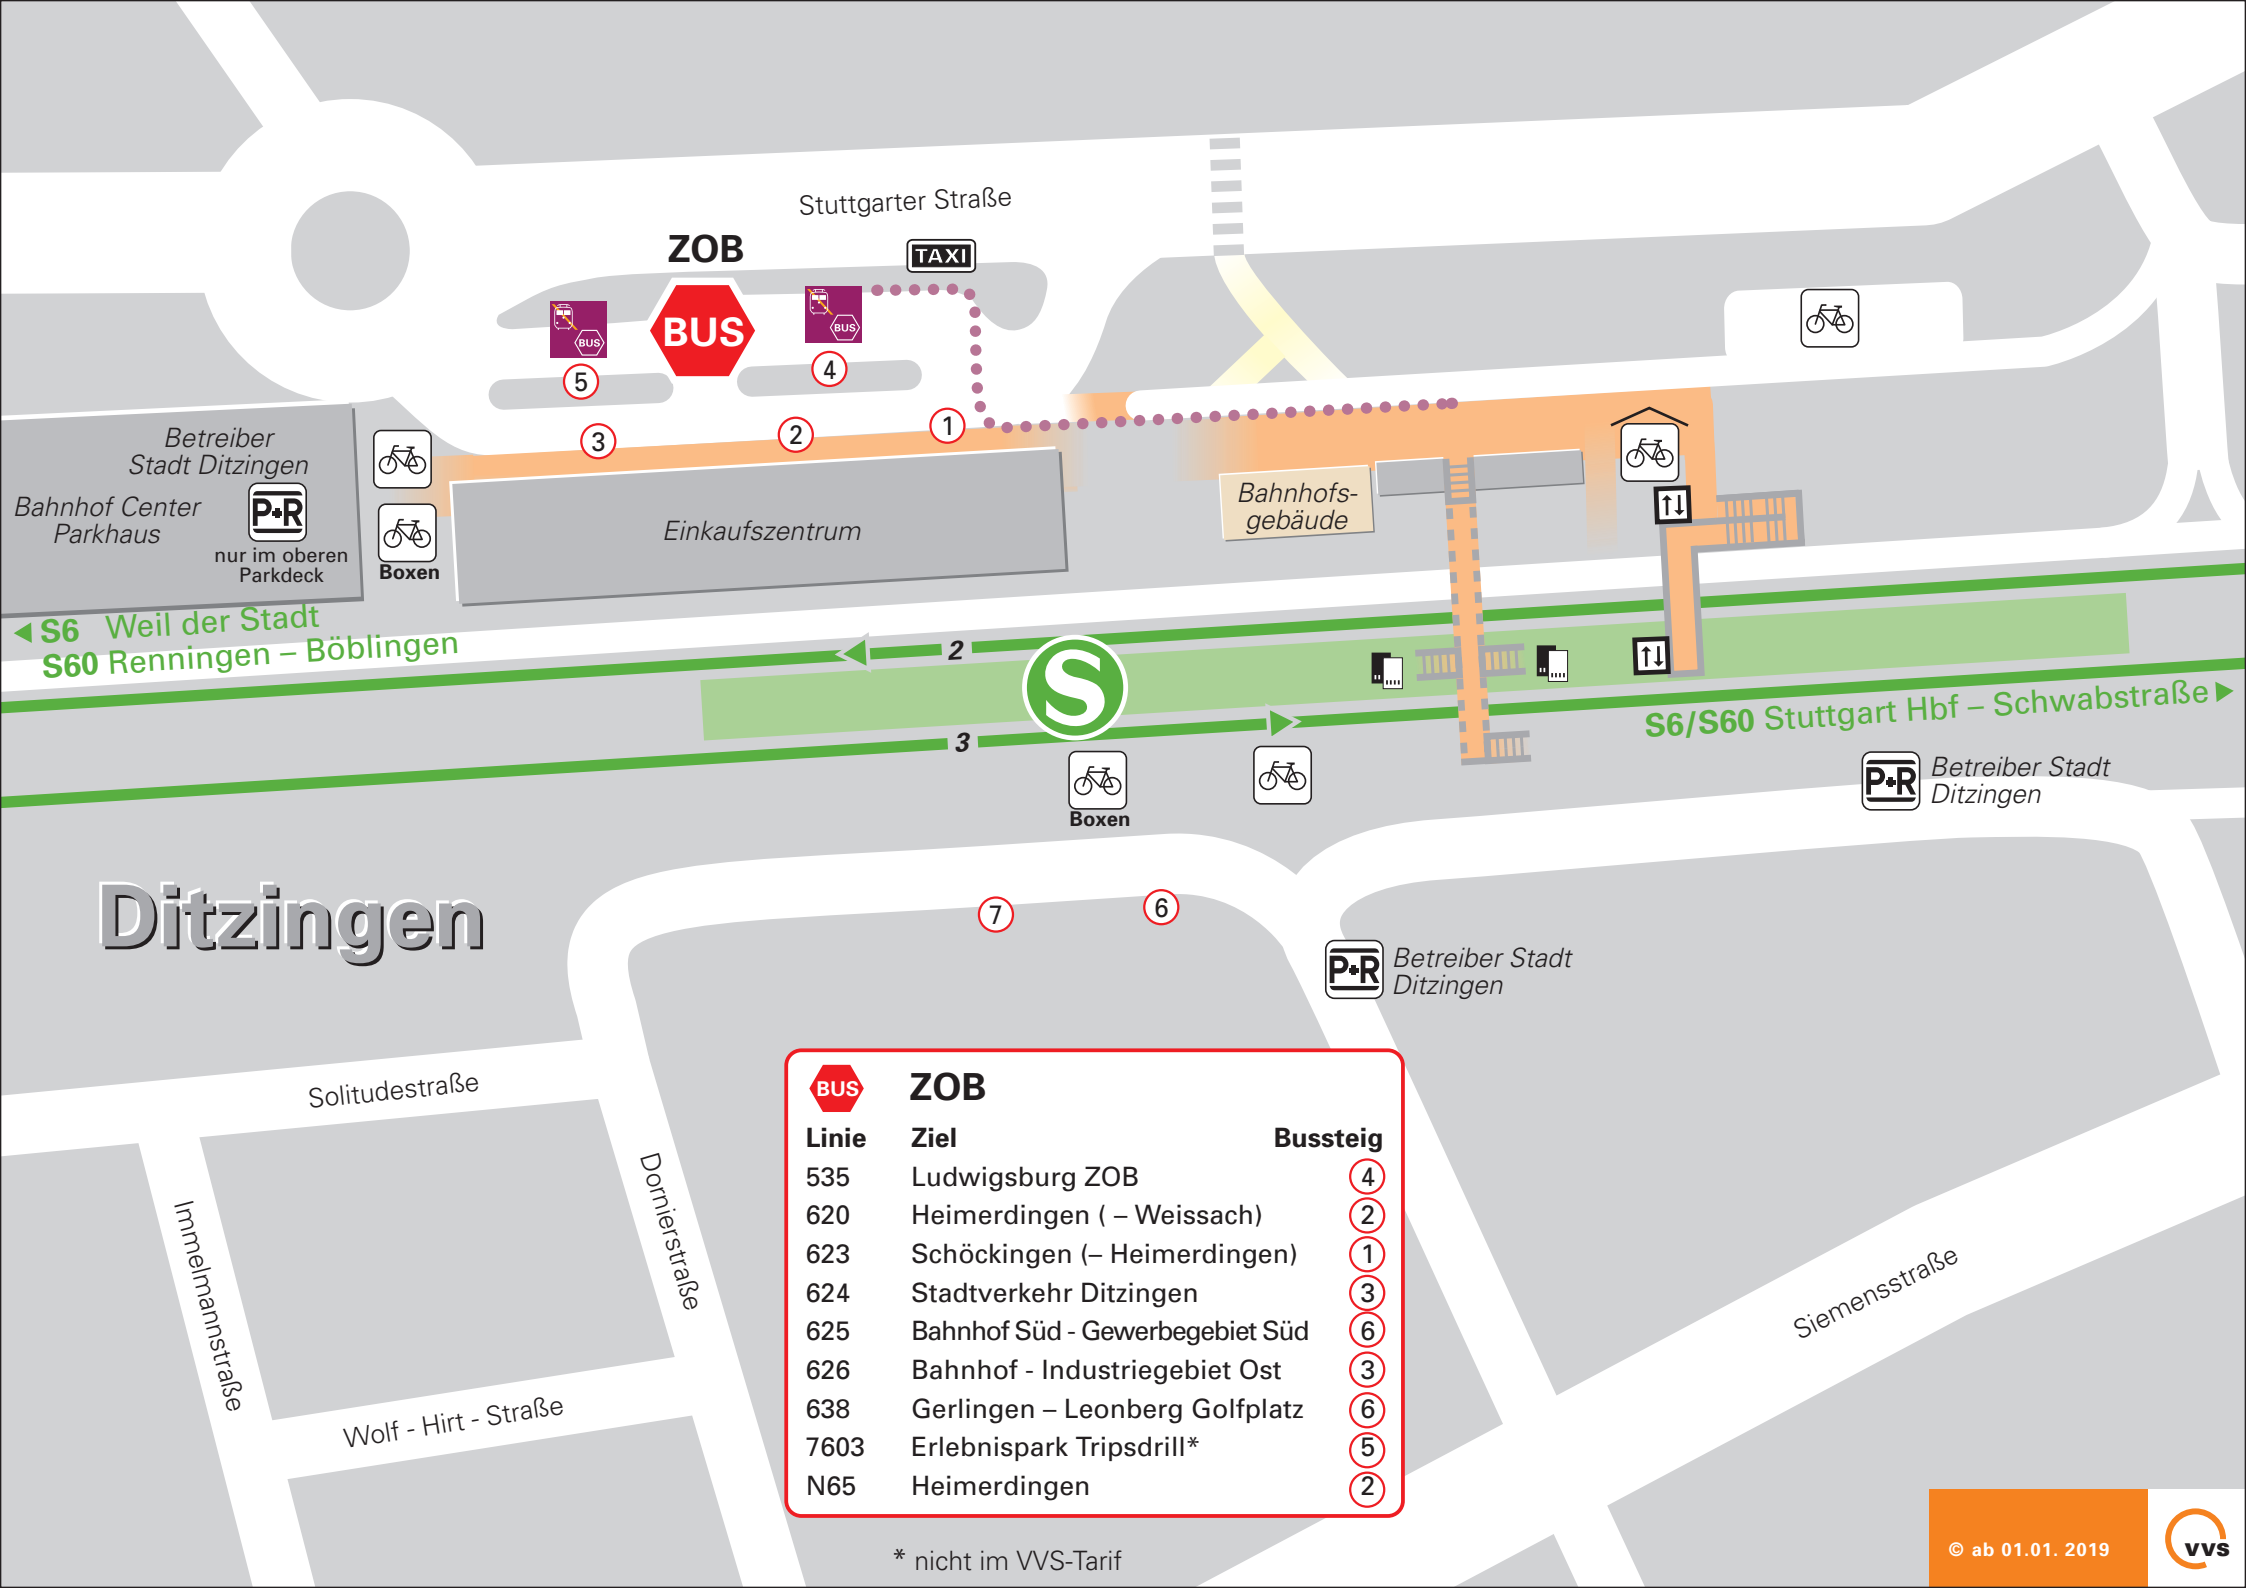 Stuttgarter Straße
ZOB
TAXI
BUS
BUS
BUS
5
4
3
2
1
Betreiber
Stadt Ditzingen
Bahnhof Center
Parkhaus
P+R
nur im oberen
Parkdeck
Boxen
Einkaufszentrum
Bahnhofs-
gebäude
S6 Weil der Stadt
S60 Renningen – Böblingen
2
S
3
S6/S60 Stuttgart Hbf – Schwabstraße
Boxen
P+R
Betreiber Stadt
Ditzingen
Ditzingen
7
6
P+R
Betreiber Stadt
Ditzingen
Solitudestraße
Immelmannstraße
Dornierstraße
Wolf - Hirt - Straße
Siemensstraße
BUS ZOB
Linie Ziel Bussteig
535 Ludwigsburg ZOB 4
620 Heimerdingen ( – Weissach) 2
623 Schöckingen (– Heimerdingen) 1
624 Stadtverkehr Ditzingen 3
625 Bahnhof Süd - Gewerbegebiet Süd 6
626 Bahnhof - Industriegebiet Ost 3
638 Gerlingen – Leonberg Golfplatz 6
7603 Erlebnispark Tripsdrill* 5
N65 Heimerdingen 2
* nicht im VVS-Tarif
© ab 01.01. 2019
vvs